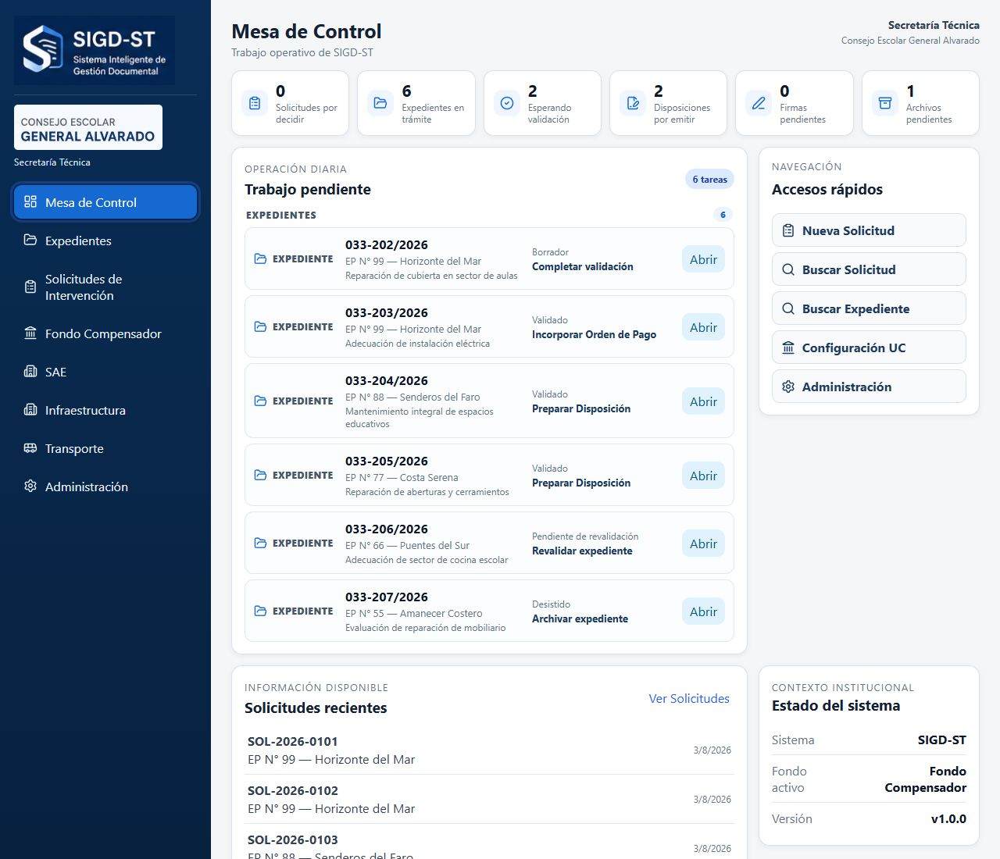 SIGD-ST
Sistema Inteligente de
Gestión Documental
CONSEJO ESCOLAR
GENERAL ALVARADO
Secretaría Técnica
Mesa de Control
Expedientes
Solicitudes de
Intervención
Fondo Compensador
SAE
Infraestructura
Transporte
Administración
Mesa de Control
Trabajo operativo de SIGD-ST
Secretaría Técnica
Consejo Escolar General Alvarado
0
Solicitudes por
decidir
6
Expedientes en
trámite
2
Esperando
validación
2
Disposiciones
por emitir
0
Firmas
pendientes
1
Archivos
pendientes
OPERACIÓN DIARIA
Trabajo pendiente
6 tareas
EXPEDIENTES
6
EXPEDIENTE
033-202/2026
EP N° 99 — Horizonte del Mar
Reparación de cubierta en sector de aulas
Borrador
Completar validación
Abrir
EXPEDIENTE
033-203/2026
EP N° 99 — Horizonte del Mar
Adecuación de instalación eléctrica
Validado
Incorporar Orden de Pago
Abrir
EXPEDIENTE
033-204/2026
EP N° 88 — Senderos del Faro
Mantenimiento integral de espacios
educativos
Validado
Preparar Disposición
Abrir
EXPEDIENTE
033-205/2026
EP N° 77 — Costa Serena
Reparación de aberturas y cerramientos
Validado
Preparar Disposición
Abrir
EXPEDIENTE
033-206/2026
EP N° 66 — Puentes del Sur
Adecuación de sector de cocina escolar
Pendiente de revalidación
Revalidar expediente
Abrir
EXPEDIENTE
033-207/2026
EP N° 55 — Amanecer Costero
Evaluación de reparación de mobiliario
Desistido
Archivar expediente
Abrir
NAVEGACIÓN
Accesos rápidos
Nueva Solicitud
Buscar Solicitud
Buscar Expediente
Configuración UC
Administración
INFORMACIÓN DISPONIBLE
Solicitudes recientes
Ver Solicitudes
SOL-2026-0101
EP N° 99 — Horizonte del Mar
3/8/2026
SOL-2026-0102
EP N° 99 — Horizonte del Mar
3/8/2026
SOL-2026-0103
EP N° 88 — Senderos del Faro
3/8/2026
CONTEXTO INSTITUCIONAL
Estado del sistema
Sistema
SIGD-ST
Fondo
activo
Fondo
Compensador
Versión
v1.0.0